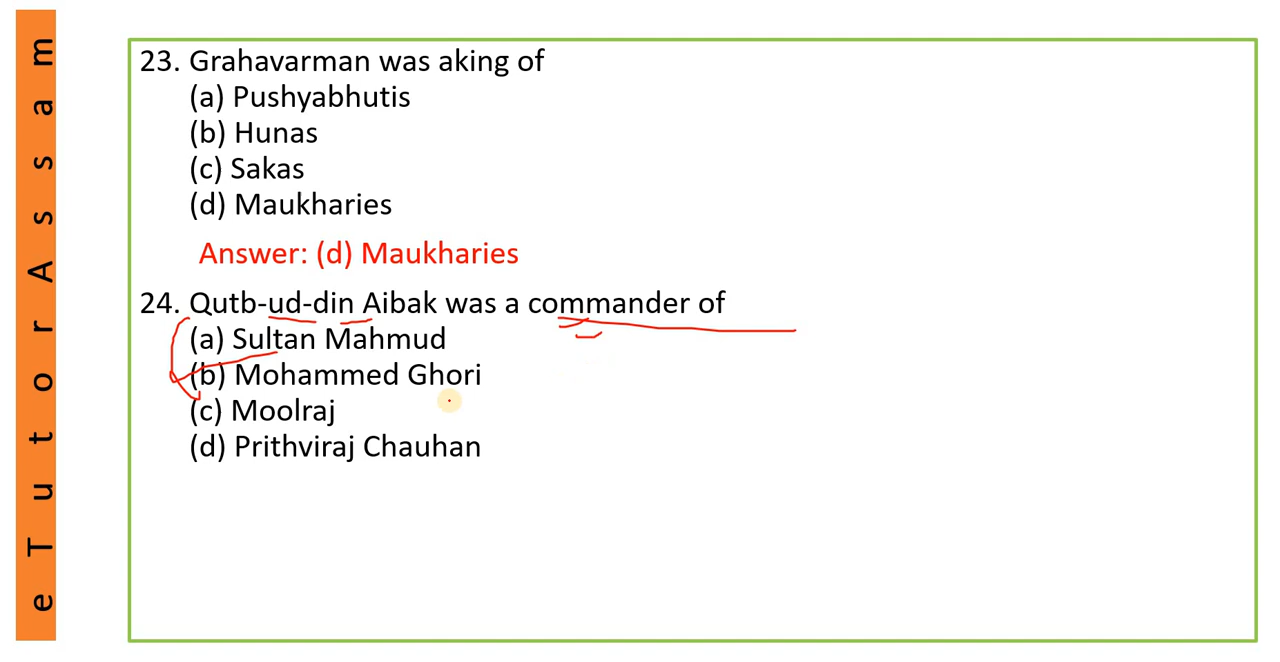 23. Grahavarman was aking of
(a) Pushyabhutis
(b) Hunas
(c) Sakas
(d) Maukharies
Answer: (d) Maukharies
24. Qutb-ud-din Aibak was a commander of
(a) Sultan Mahmud
(b) Mohammed Ghori
(c) Moolraj
(d) Prithviraj Chauhan
eTutorAssam